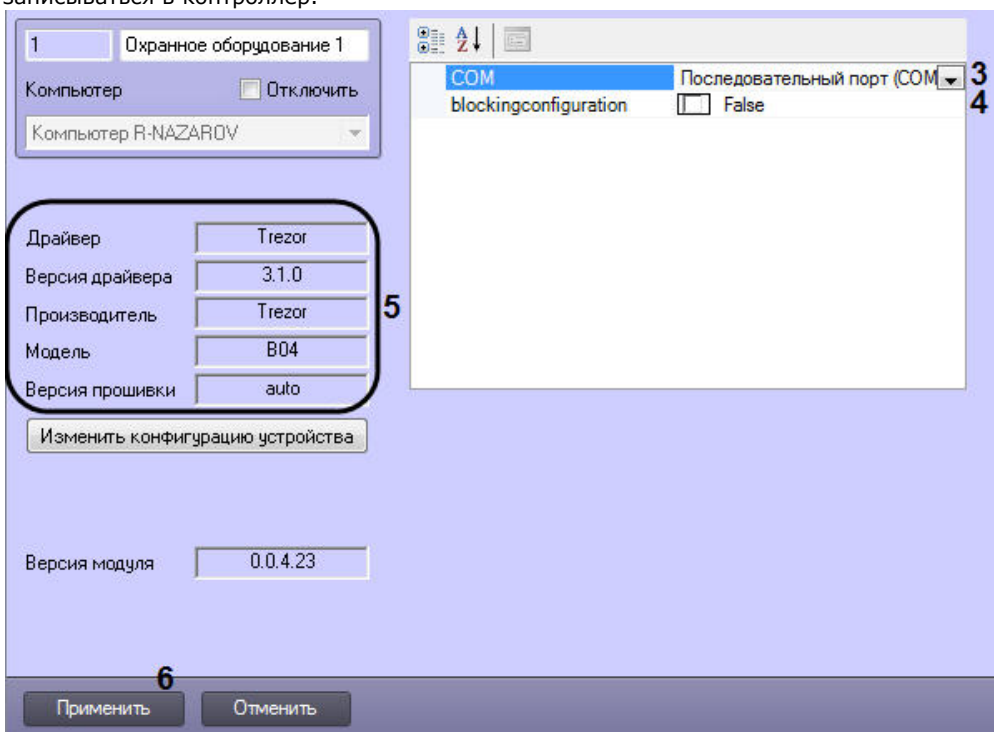 записываться в контроллер.
1 Охранное оборудование 1
Компьютер Отключить
Компьютер R-NAZAROV
COM Последовательный порт (COM 3
blockingconfiguration False 4
Драйвер Trezor
Версия драйвера 3.1.0
Производитель Trezor 5
Модель B04
Версия прошивки auto
Изменить конфигурацию устройства
Версия модуля 0.0.4.23
6
Применить Отменить